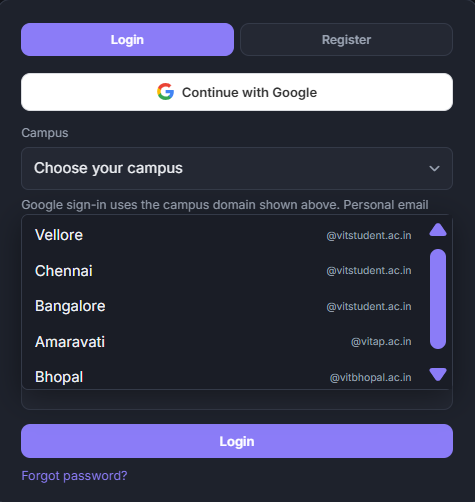 Login
Register
Continue with Google
Campus
Choose your campus
Google sign-in uses the campus domain shown above. Personal email
Vellore @vitstudent.ac.in
Chennai @vitstudent.ac.in
Bangalore @vitstudent.ac.in
Amaravati @vitap.ac.in
Bhopal @vitbhopal.ac.in
Login
Forgot password?